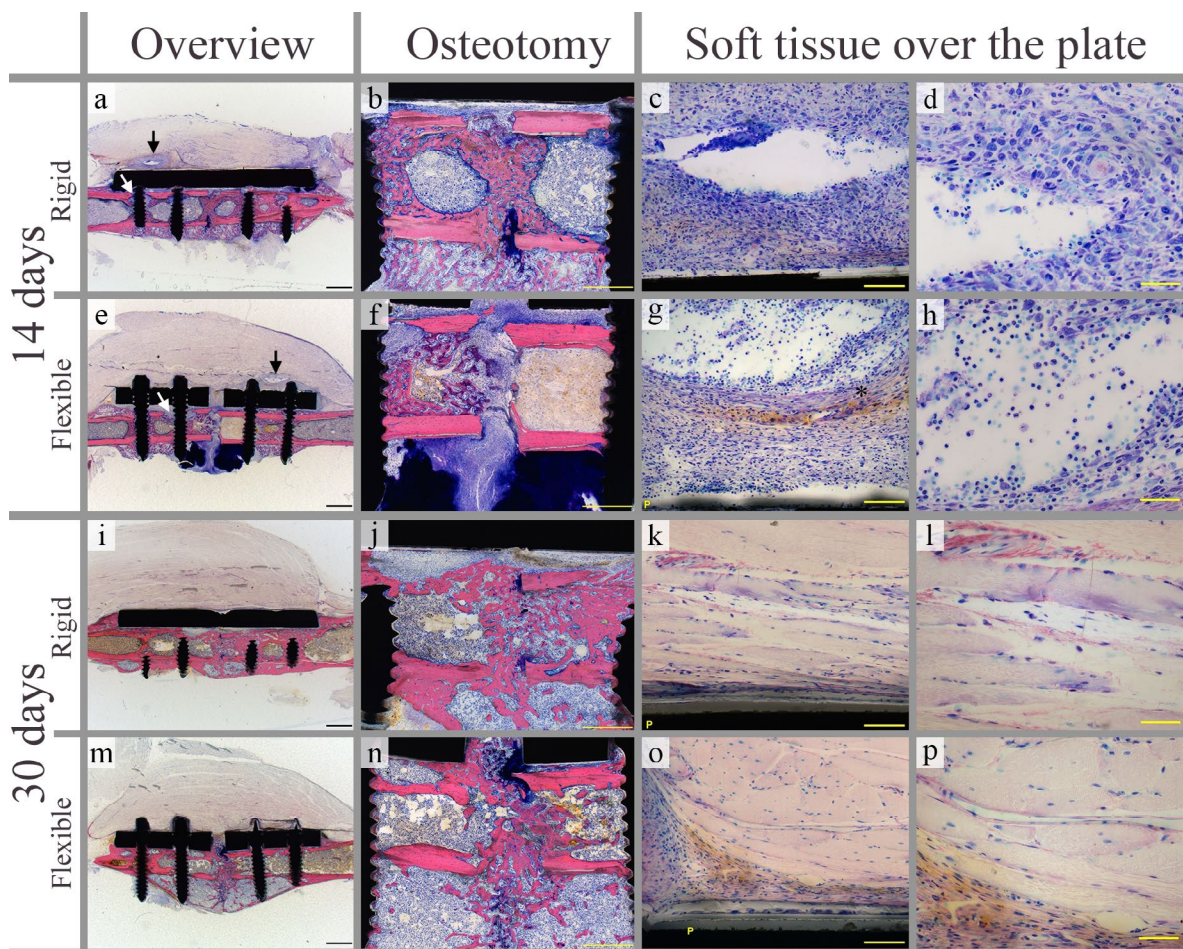 Overview
Osteotomy
Soft tissue over the plate
14 days
Rigid
a
b
c
d
Flexible
e
f
g
*
P
h
30 days
Rigid
i
j
k
P
l
Flexible
m
n
o
P
p